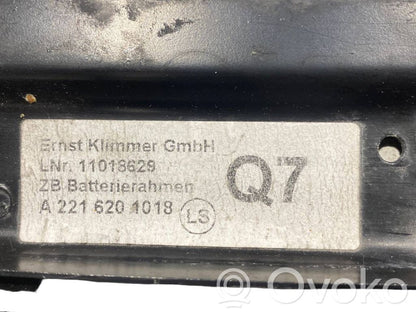 Ernst Klimmer GmbH
LNr. 11018629
ZB Batterierahmen
A 221 620 1018
LS
Q7
Ovoko